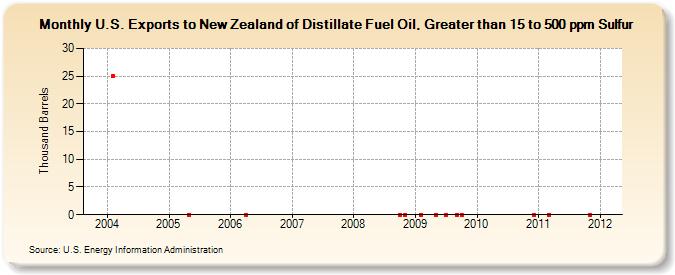 Monthly U.S. Exports to New Zealand of Distillate Fuel Oil, Greater than 15 to 500 ppm Sulfur
Thousand Barrels
30
25
20
15
10
5
0
2004 2005 2006 2007 2008 2009 2010 2011 2012
Source: U.S. Energy Information Administration